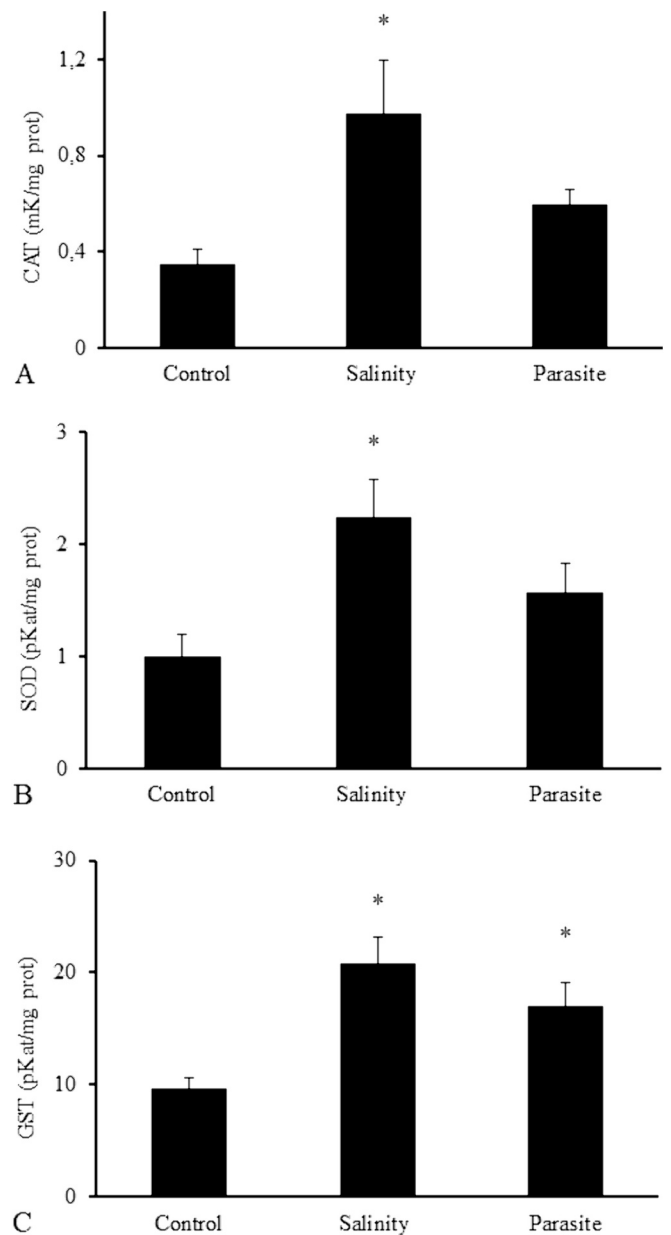 *
1,2
0,8
0,4
0
CAT (mK/mg prot)
Control Salinity Parasite
A
*
3
2
1
0
SOD (pKat/mg prot)
Control Salinity Parasite
B
* *
30
20
10
0
GST (pKat/mg prot)
Control Salinity Parasite
C